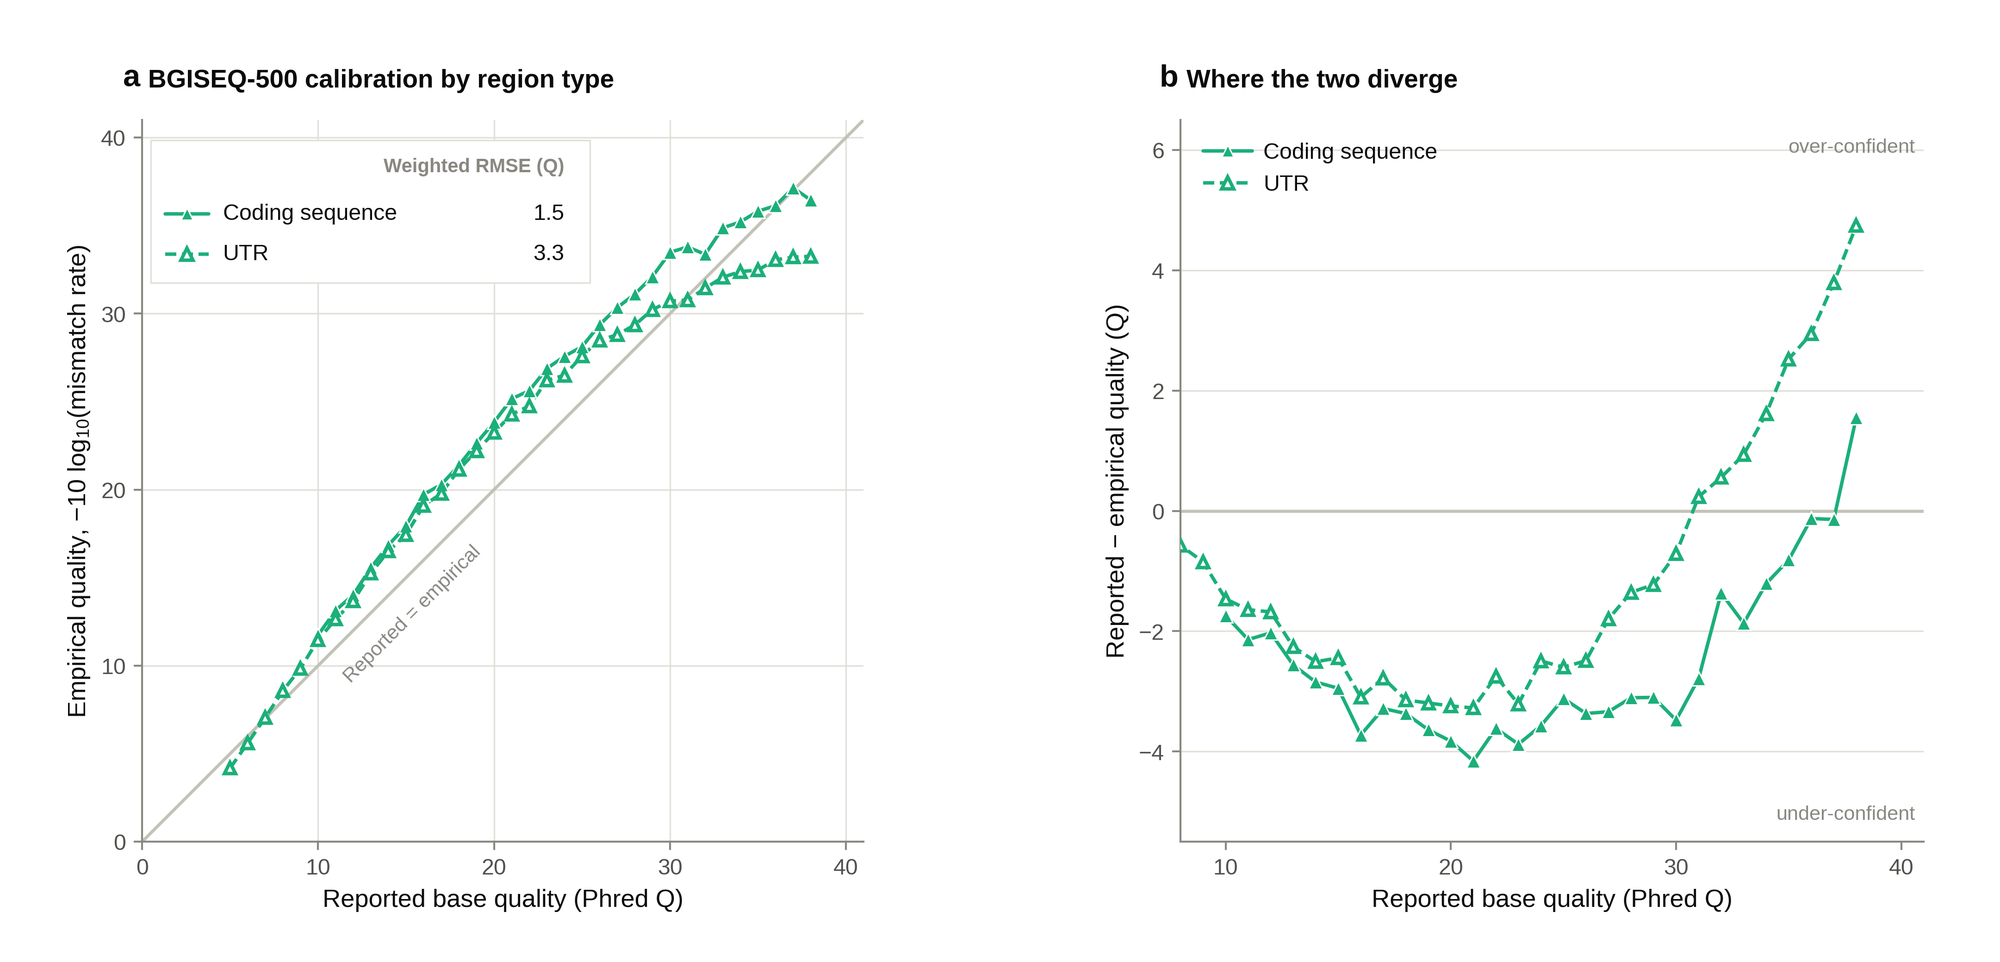 a BGISEQ-500 calibration by region type
Empirical quality, −10 log₁₀(mismatch rate)
40
30
20
10
0
Weighted RMSE (Q)
Coding sequence 1.5
UTR 3.3
Reported = empirical
0 10 20 30 40
Reported base quality (Phred Q)
b Where the two diverge
Reported − empirical quality (Q)
6
4
2
0
−2
−4
Coding sequence
UTR
over-confident
under-confident
10 20 30 40
Reported base quality (Phred Q)